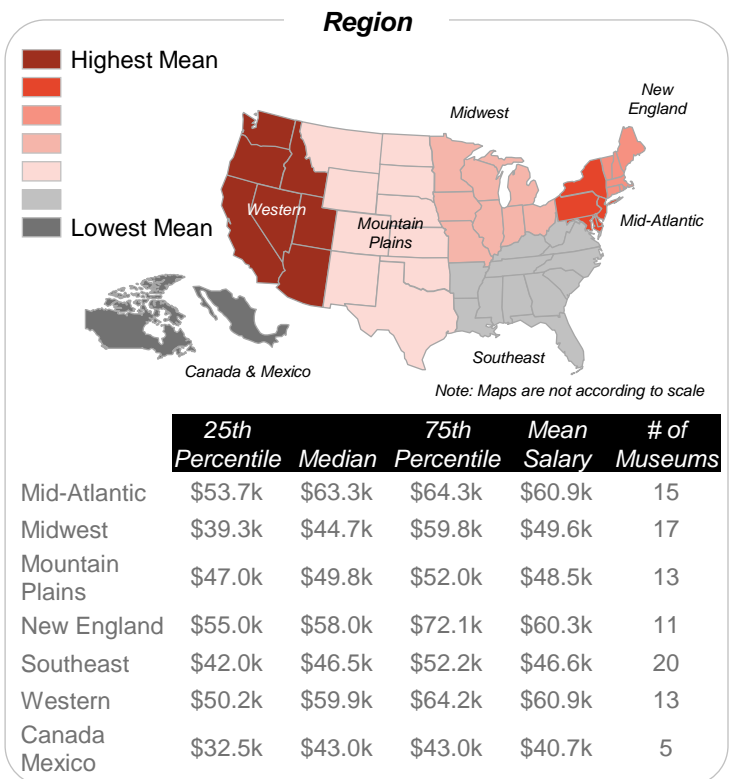 Region
Highest Mean
Lowest Mean
New
England
Midwest
Western
Mountain
Plains
Mid-Atlantic
Southeast
Canada & Mexico
Note: Maps are not according to scale
25th Percentile Median 75th Percentile Mean Salary # of Museums
Mid-Atlantic $53.7k $63.3k $64.3k $60.9k 15
Midwest $39.3k $44.7k $59.8k $49.6k 17
Mountain
Plains $47.0k $49.8k $52.0k $48.5k 13
New England $55.0k $58.0k $72.1k $60.3k 11
Southeast $42.0k $46.5k $52.2k $46.6k 20
Western $50.2k $59.9k $64.2k $60.9k 13
Canada
Mexico $32.5k $43.0k $43.0k $40.7k 5